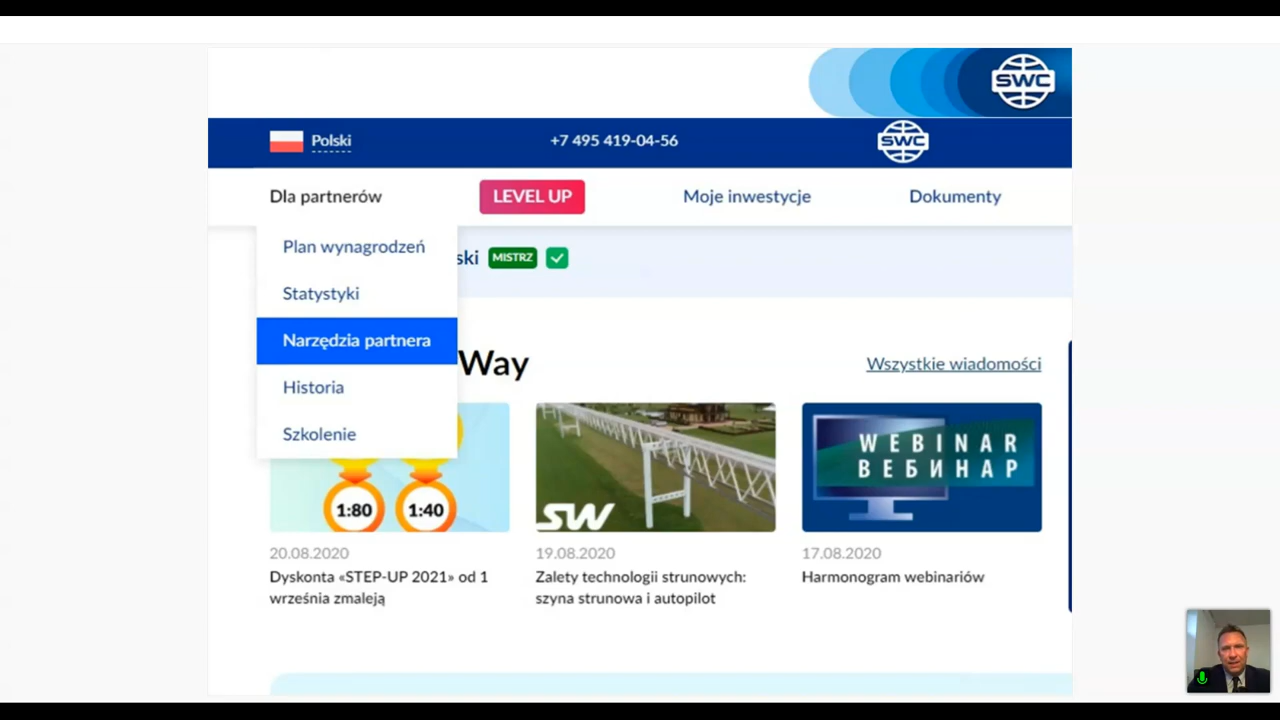 SWC
Polski
+7 495 419-04-56
SWC
Dla partnerów
LEVEL UP
Moje inwestycje
Dokumenty
Plan wynagrodzeń
Statystyki
Narzędzia partnera
Historia
Szkolenie
ski MISTRZ
Way
Wszystkie wiadomości
1:80
1:40
SW
WEBINAR
ВЕБИНАР
20.08.2020
Dyskonta «STEP-UP 2021» od 1
września zmaleją
19.08.2020
Zalety technologii strunowych:
szyna strunowa i autopilot
17.08.2020
Harmonogram webinariów